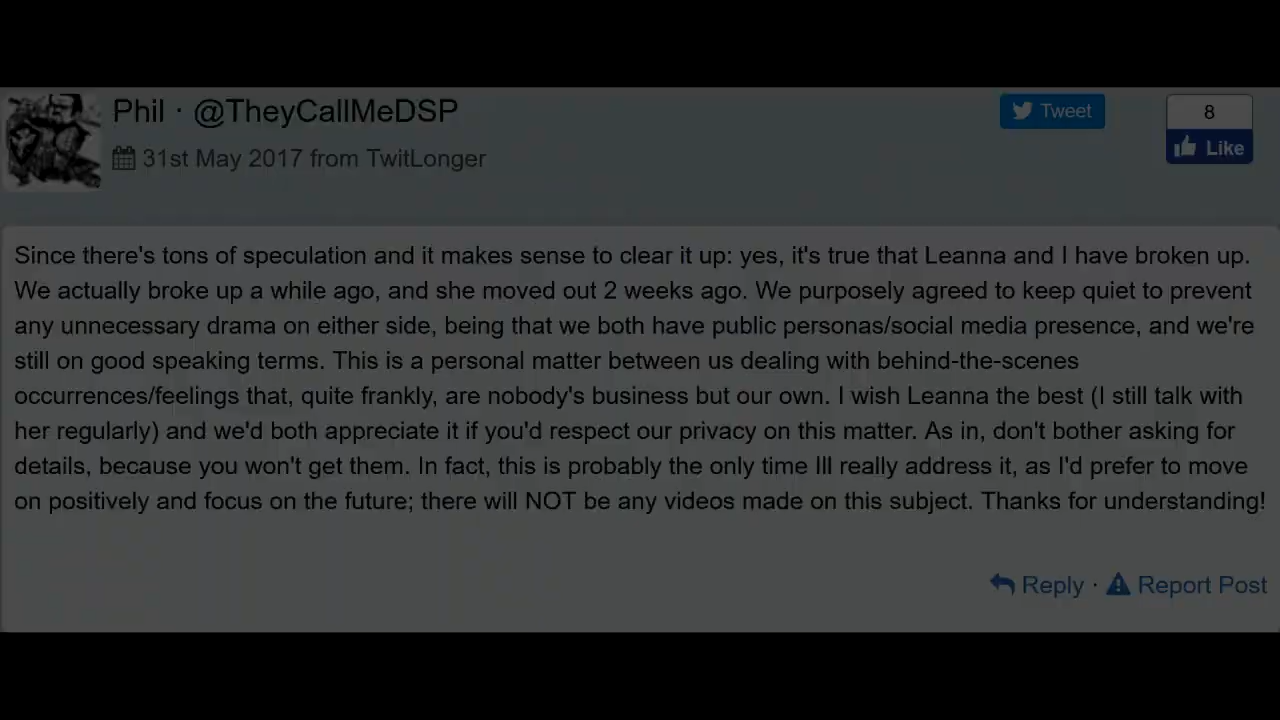 Phil · @TheyCallMeDSP
Tweet
8
31st May 2017 from TwitLonger
Like
Since there's tons of speculation and it makes sense to clear it up: yes, it's true that Leanna and I have broken up.
We actually broke up a while ago, and she moved out 2 weeks ago. We purposely agreed to keep quiet to prevent
any unnecessary drama on either side, being that we both have public personas/social media presence, and we're
still on good speaking terms. This is a personal matter between us dealing with behind-the-scenes
occurrences/feelings that, quite frankly, are nobody's business but our own. I wish Leanna the best (I still talk with
her regularly) and we'd both appreciate it if you'd respect our privacy on this matter. As in, don't bother asking for
details, because you won't get them. In fact, this is probably the only time Ill really address it, as I'd prefer to move
on positively and focus on the future; there will NOT be any videos made on this subject. Thanks for understanding!
Reply · Report Post